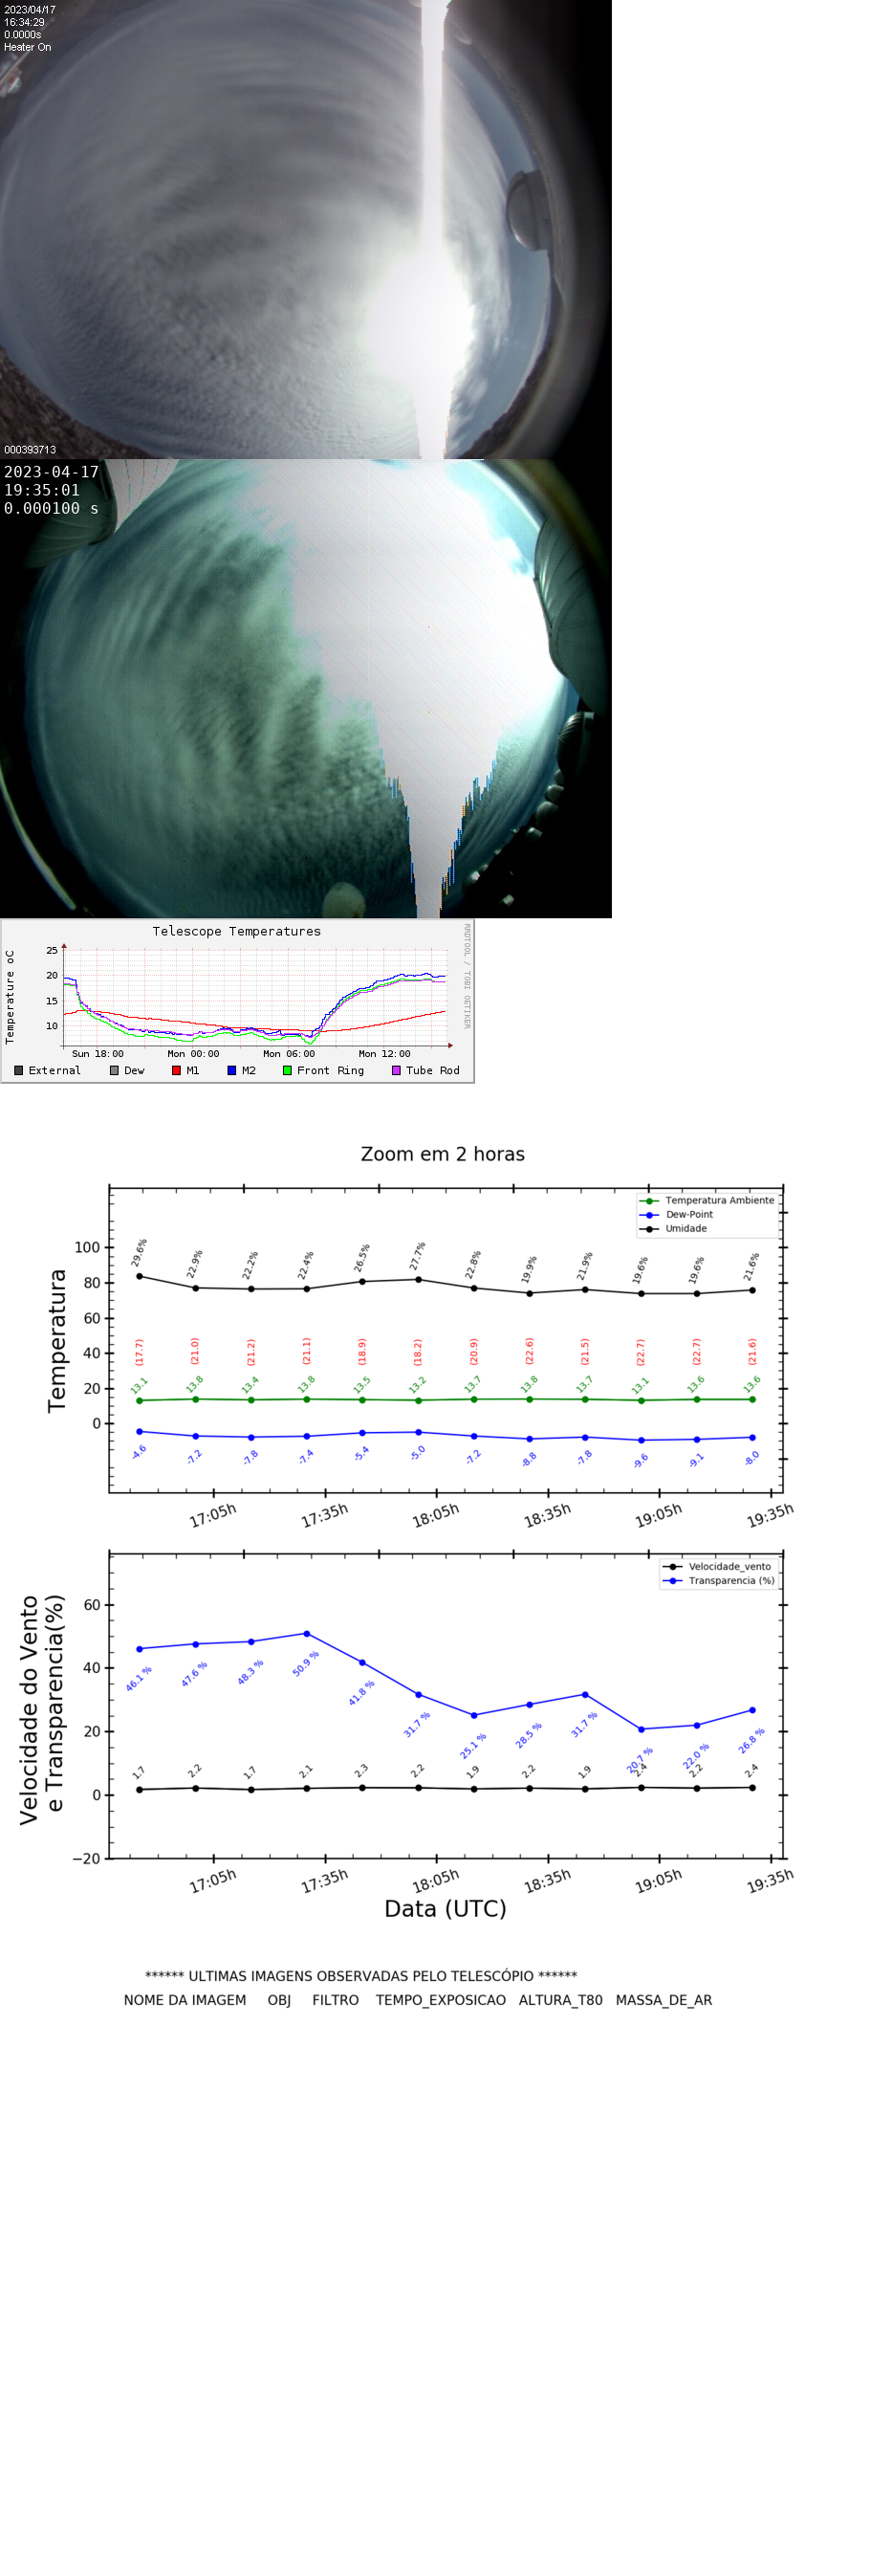 2023/04/17
16:34:29
0.0000s
Heater On
000393713
2023-04-17
19:35:01
0.000100 s
Telescope Temperatures
RRDTOOL / TOBI OETIKER
Temperature oC
25
20
15
10
Sun 18:00 Mon 00:00 Mon 06:00 Mon 12:00
External Dew M1 M2 Front Ring Tube Rod
Zoom em 2 horas
Temperatura Ambiente
Dew-Point
Umidade
Temperatura
100
80
60
40
20
0
29.6% 22.9% 22.2% 22.4% 26.5% 27.7% 22.8% 19.9% 21.9% 19.6% 19.6% 21.6%
(17.7) (21.0) (21.2) (21.1) (18.9) (18.2) (20.9) (22.6) (21.5) (22.7) (22.7) (21.6)
13.1 13.8 13.4 13.8 13.5 13.2 13.7 13.8 13.7 13.1 13.6 13.6
-4.6 -7.2 -7.8 -7.4 -5.4 -5.0 -7.2 -8.8 -7.8 -9.6 -9.1 -8.0
17:05h 17:35h 18:05h 18:35h 19:05h 19:35h
Velocidade_vento
Transparencia (%)
Velocidade do Vento
e Transparencia(%)
60
40
20
0
−20
46.1 % 47.6 % 48.3 % 50.9 % 41.8 % 31.7 % 25.1 % 28.5 % 31.7 % 20.7 % 22.0 % 26.8 %
1.7 2.2 1.7 2.1 2.3 2.2 1.9 2.2 1.9 2.4 2.2 2.4
17:05h 17:35h 18:05h 18:35h 19:05h 19:35h
Data (UTC)
****** ULTIMAS IMAGENS OBSERVADAS PELO TELESCÓPIO ******
NOME DA IMAGEM OBJ FILTRO TEMPO_EXPOSICAO ALTURA_T80 MASSA_DE_AR